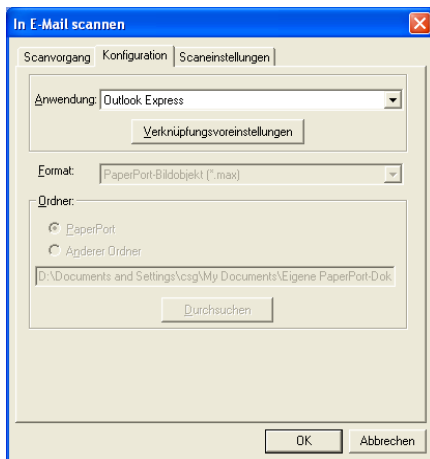 In E-Mail scannen
Scanvorgang Konfiguration Scaneinstellungen
Anwendung: Outlook Express
Verknüpfungsvoreinstellungen
Format: PaperPort-Bildobjekt (*.max)
Ordner:
PaperPort
Anderer Ordner
D:\Documents and Settings\csg\My Documents\Eigene PaperPort-Dok
Durchsuchen
OK Abbrechen